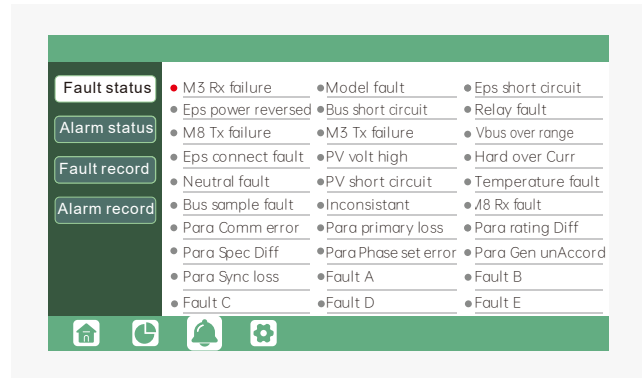 Fault status
Alarm status
Fault record
Alarm record
M3 Rx failure Model fault Eps short circuit
Eps power reversed Bus short circuit Relay fault
M8 Tx failure M3 Tx failure Vbus over range
Eps connect fault PV volt high Hard over Curr
Neutral fault PV short circuit Temperature fault
Bus sample fault Inconsistant M8 Rx fault
Para Comm error Para primary loss Para rating Diff
Para Spec Diff Para Phase set error Para Gen unAccord
Para Sync loss Fault A Fault B
Fault C Fault D Fault E